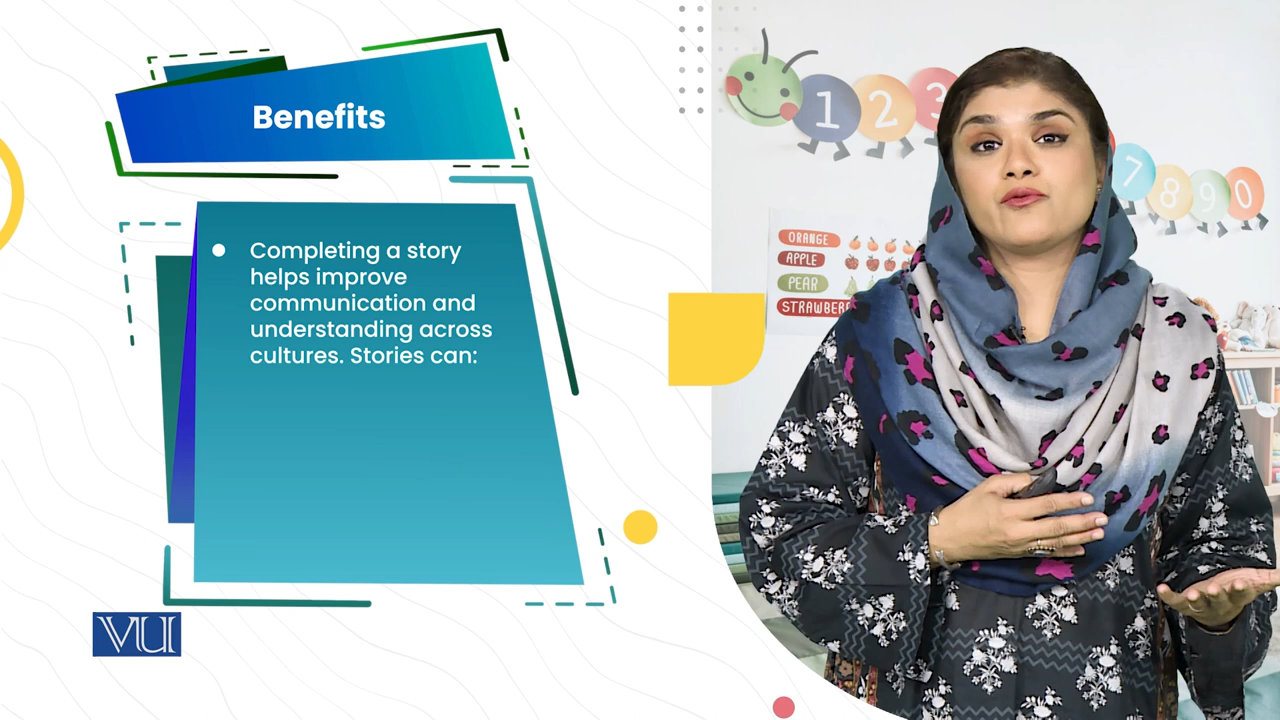 Benefits
Completing a story
helps improve
communication and
understanding across
cultures. Stories can:
VU
1 2 3
7 8 9 0
ORANGE
APPLE
PEAR